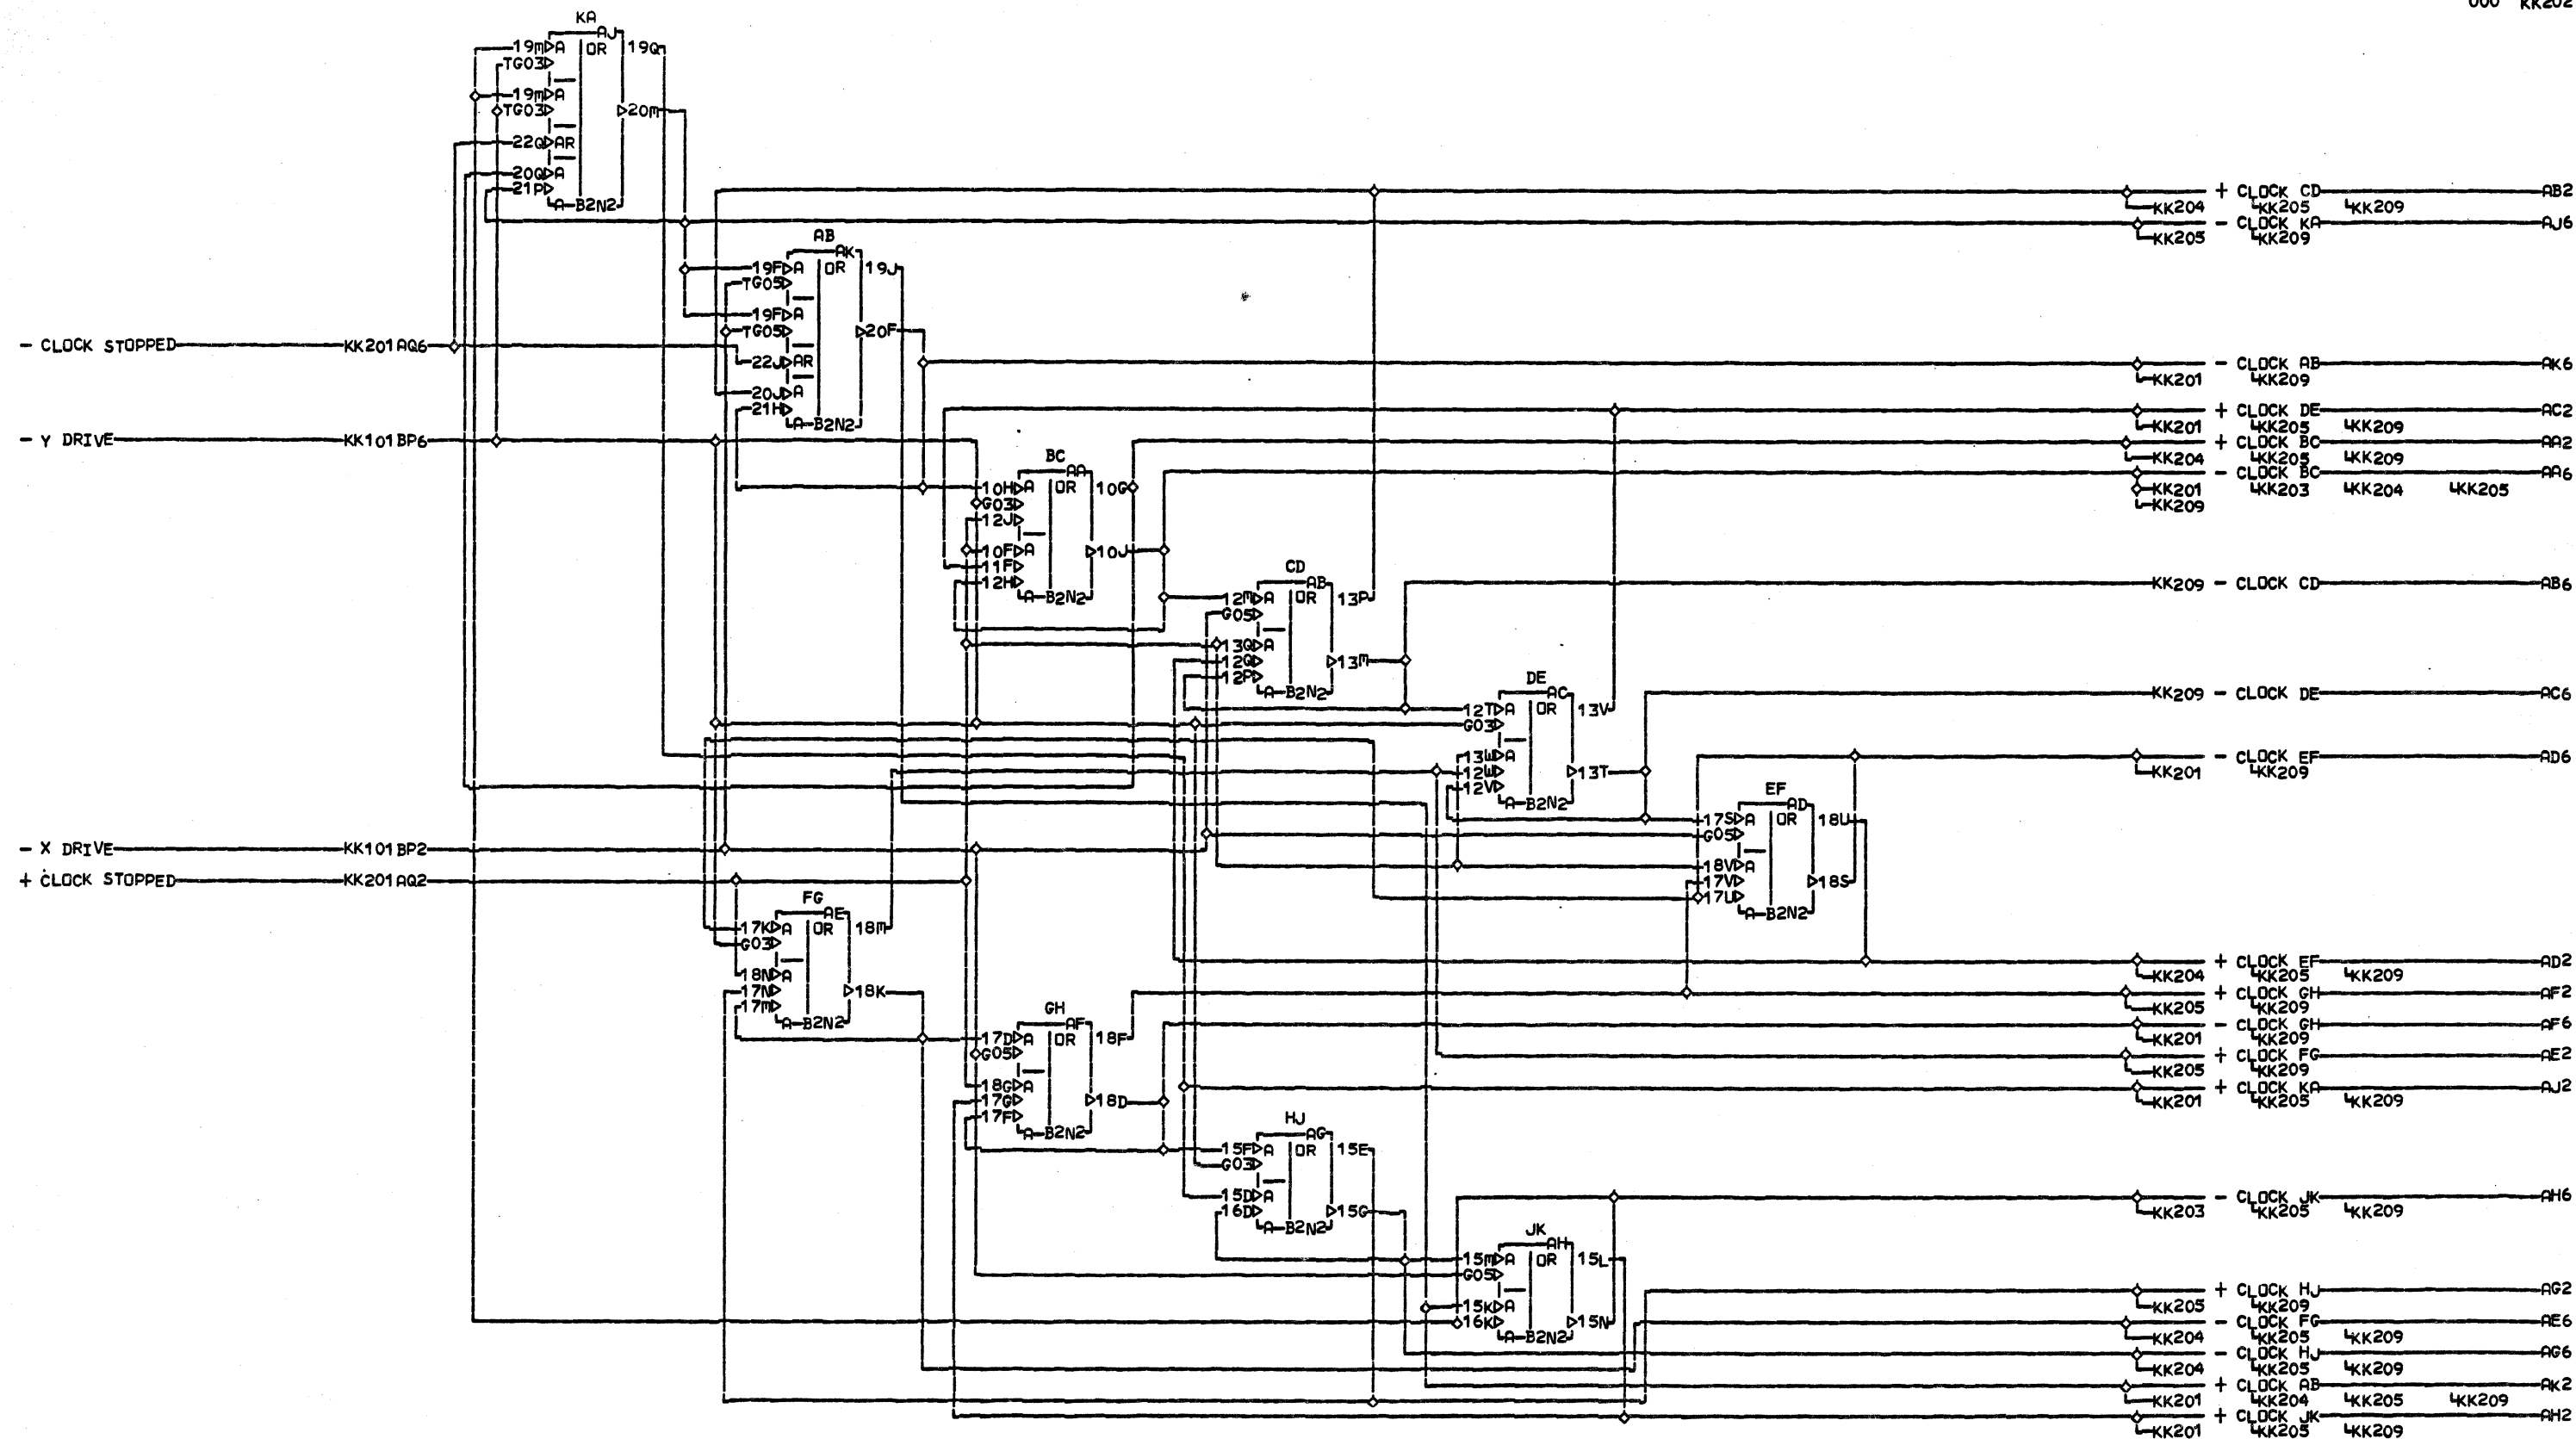 000 KK202
KA
AJ
19M A OR 19Q
TG03
19M A
TG03 20M
22Q AR
20Q A
21P
A B2N2
+ CLOCK CD AB2
KK204 KK205 KK209
- CLOCK KA AJ6
KK205 KK209
AB
AK
19F A OR 19J
TG05
19F A
TG05 20F
- CLOCK STOPPED KK201AQ6
22J AR
20J A
21H
A B2N2
- CLOCK AB AK6
KK201 KK209
+ CLOCK DE AC2
KK201 KK205 KK209
- Y DRIVE KK101BP6
+ CLOCK BC AA2
KK204 KK205 KK209
- CLOCK BC AA6
KK201 KK203 KK204 KK205
KK209
BC
AA
10H A OR 10G
G03
12J
10F A 10J
11F
12H
A B2N2
CD
AB
12M A OR 13P
G05
13Q A
12Q 13M
12P
A B2N2
KK209 - CLOCK CD AB6
DE
AC
12T A OR 13V
G03
13W A
12W 13T
12V
A B2N2
KK209 - CLOCK DE AC6
- CLOCK EF AD6
KK201 KK209
EF
AD
17S A OR 18U
G05
18V A
17V 18S
17U
A B2N2
- X DRIVE KK101BP2
+ CLOCK STOPPED KK201AQ2
FG
AE
17K A OR 18M
G03
18N A
17N 18K
17M
A B2N2
+ CLOCK EF AD2
KK204 KK205 KK209
+ CLOCK GH AF2
KK205 KK209
- CLOCK GH AF6
KK201 KK209
+ CLOCK FG AE2
KK205 KK209
+ CLOCK KA AJ2
KK201 KK205 KK209
GH
AF
17D A OR 18F
G05
18G A
17G 18D
17F
A B2N2
HJ
AG
15F A OR 15E
G03
15D A
16D 15G
A B2N2
- CLOCK JK AH6
KK203 KK205 KK209
JK
AH
15M A OR 15L
G05
15K A
16K 15N
A B2N2
+ CLOCK HJ AG2
KK205 KK209
- CLOCK FG AE6
KK204 KK205 KK209
- CLOCK HJ AG6
KK204 KK205 KK209
+ CLOCK AB AK2
KK201 KK204 KK205 KK209
+ CLOCK JK AH2
KK201 KK205 KK209